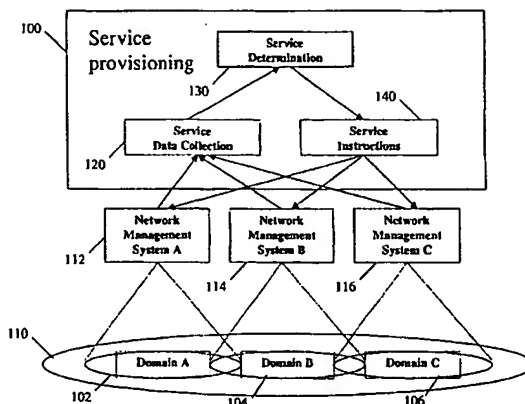 100
Service
provisioning
Service
Determination
130
140
Service
Data Collection
Service
Instructions
120
Network
Management
System A
Network
Management
System B
Network
Management
System C
112
114
116
110
Domain A
Domain B
Domain C
102
104
106